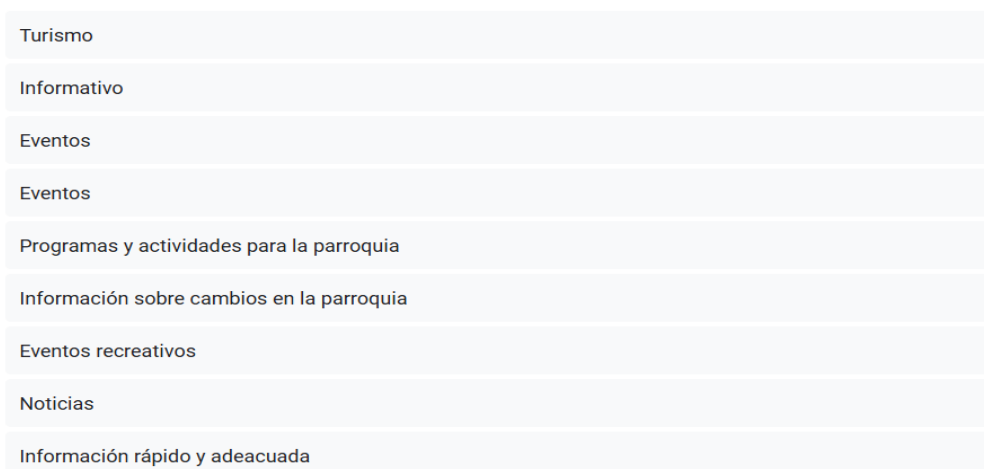 Turismo
Informativo
Eventos
Eventos
Programas y actividades para la parroquia
Información sobre cambios en la parroquia
Eventos recreativos
Noticias
Información rápido y adeacuada